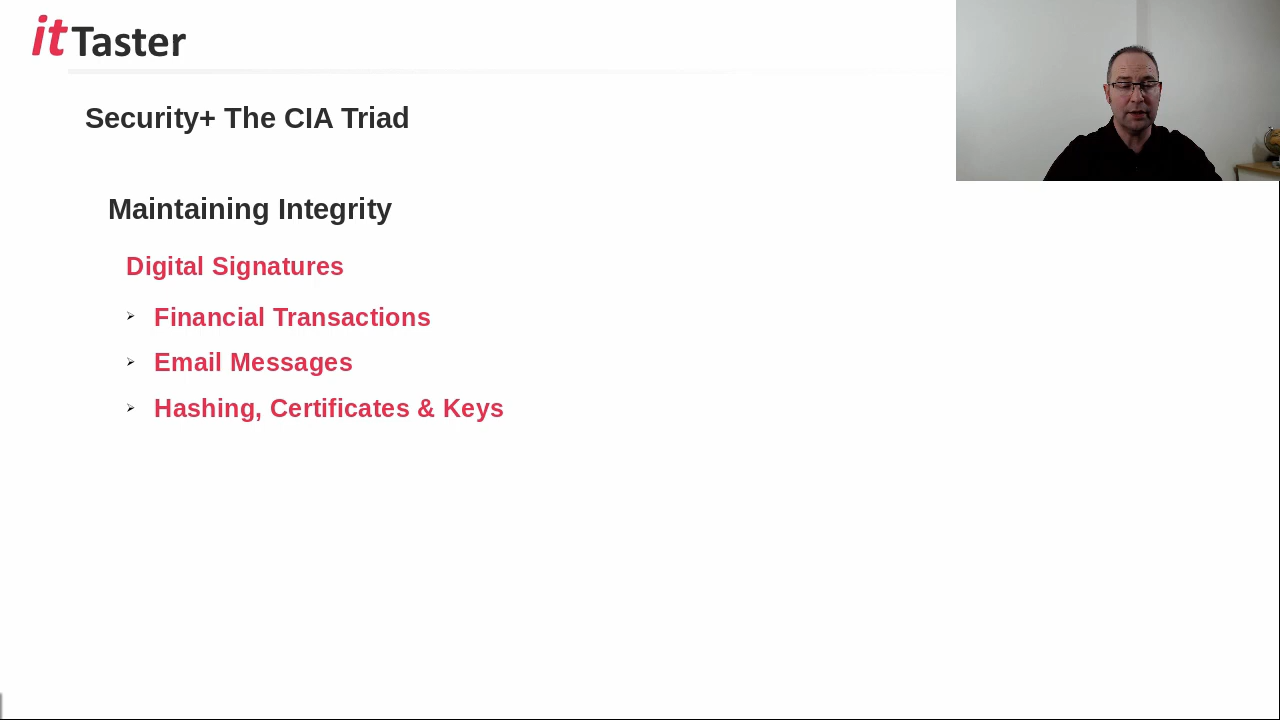 itTaster
Security+ The CIA Triad
Maintaining Integrity
Digital Signatures
Financial Transactions
Email Messages
Hashing, Certificates & Keys